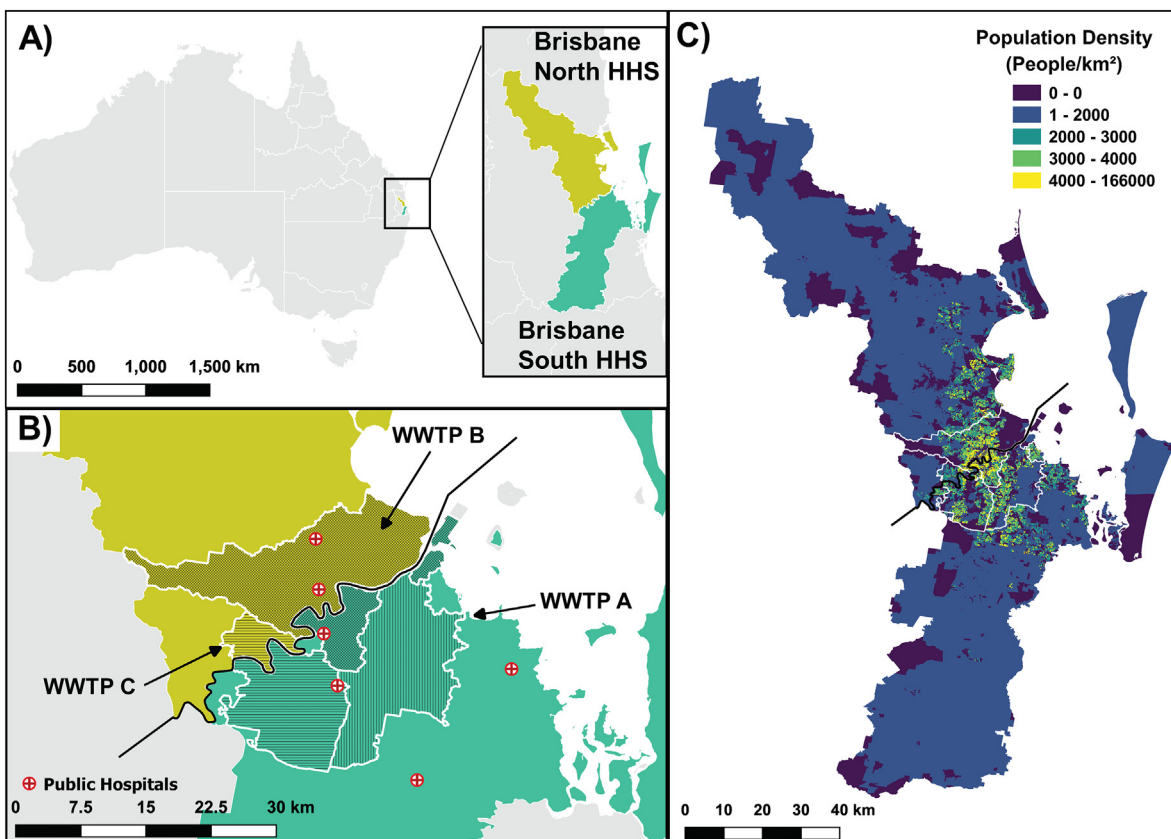 A)
Brisbane
North HHS
Brisbane
South HHS
0 500 1,000 1,500 km
B)
WWTP B
WWTP A
WWTP C
Public Hospitals
0 7.5 15 22.5 30 km
C)
Population Density
(People/km²)
0 - 0
1 - 2000
2000 - 3000
3000 - 4000
4000 - 166000
0 10 20 30 40 km